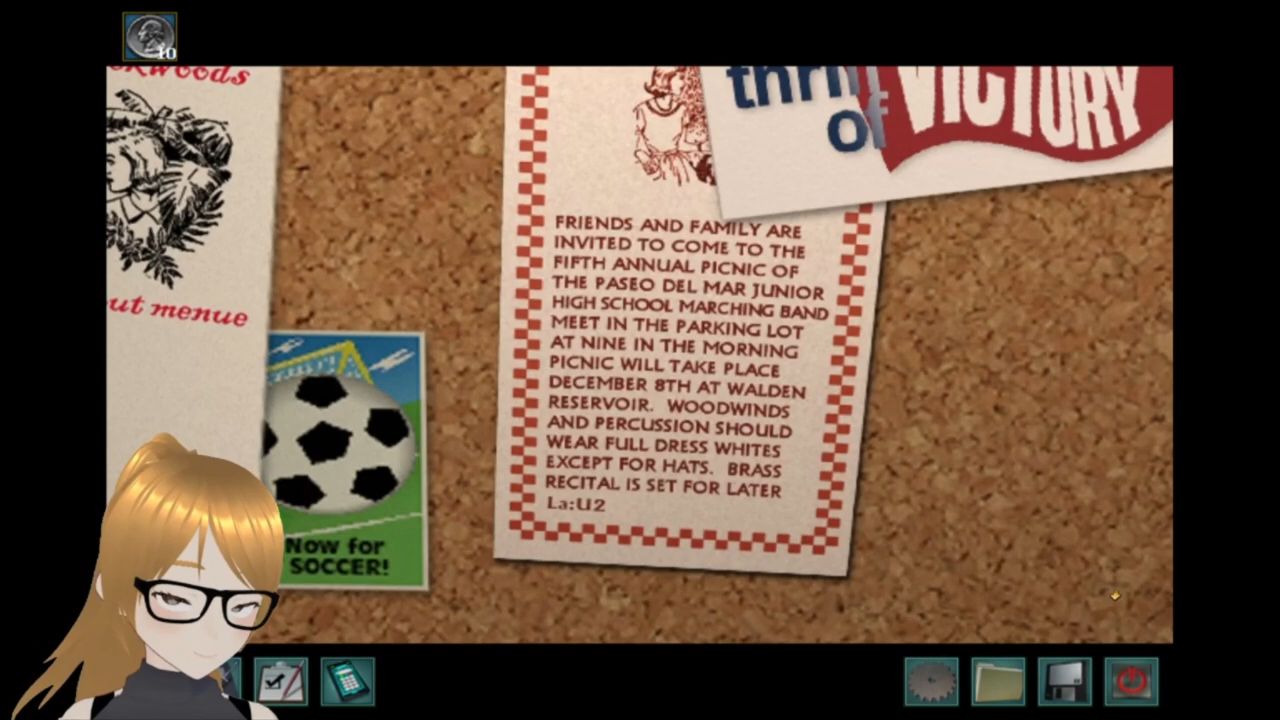 10
thrill
of
VICTORY
FRIENDS AND FAMILY ARE
INVITED TO COME TO THE
FIFTH ANNUAL PICNIC OF
THE PASEO DEL MAR JUNIOR
HIGH SCHOOL MARCHING BAND
MEET IN THE PARKING LOT
AT NINE IN THE MORNING
PICNIC WILL TAKE PLACE
DECEMBER 8TH AT WALDEN
RESERVOIR. WOODWINDS
AND PERCUSSION SHOULD
WEAR FULL DRESS WHITES
EXCEPT FOR HATS. BRASS
RECITAL IS SET FOR LATER
La:U2
menue
Now for
SOCCER!